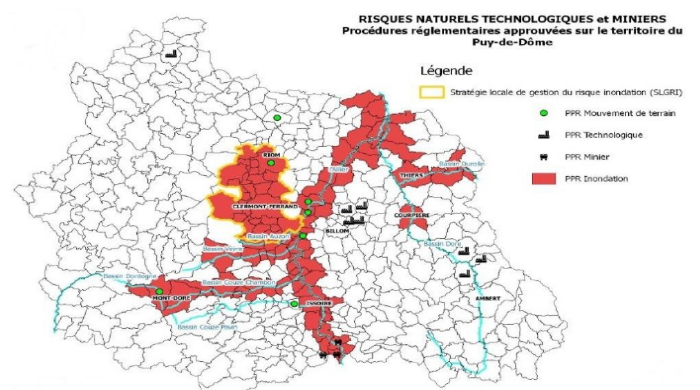 RISQUES NATURELS TECHNOLOGIQUES et MINIERS
Procédures réglementaires approuvées sur le territoire du
Puy-de-Dôme
Légende
Stratégie locale de gestion du risque inondation (SLGRI)
PPR Mouvement de terrain
PPR Technologique
PPR Minier
PPR Inondation
RIOM
Allier
Bassin Durolle
THIERS
CLERMONT-FERRAND
COURPIERE
BILLOM
Bassin Auzon
Bassin Veyre
Bassin Dore
Bassin Dordogne
Bassin Couze Chambon
MONT-DORE
ISSOIRE
AMBERT
Bassin Couze Pavin